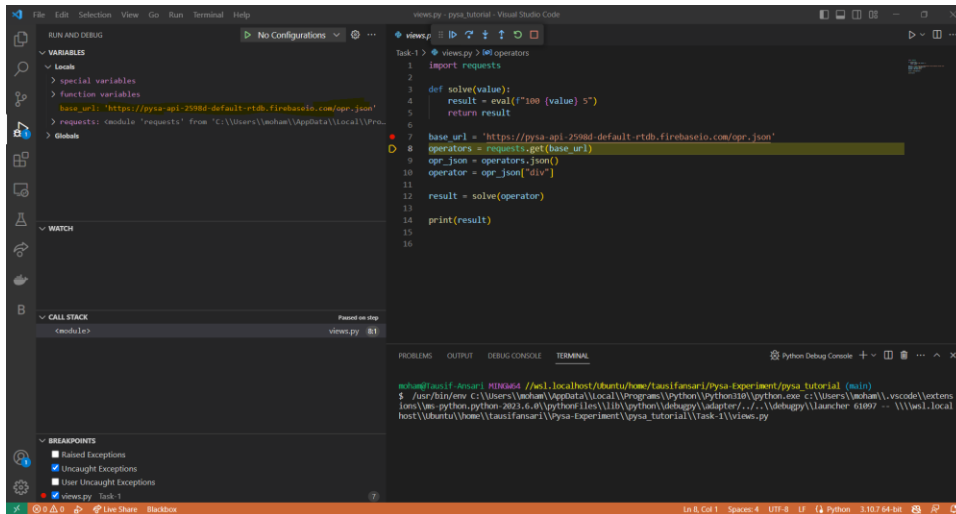 File Edit Selection View Go Run Terminal Help
views.py - pysa_tutorial - Visual Studio Code
RUN AND DEBUG
No Configurations
VARIABLES
Locals
special variables
function variables
base_url: 'https://pysa-api-2598d-default-rtdb.firebaseio.com/opr.json'
requests: <module 'requests' from 'C:\\Users\\moham\\AppData\\Local\\Pro...
Globals
WATCH
CALL STACK
Paused on step
<module>
views.py 8:1
BREAKPOINTS
Raised Exceptions
Uncaught Exceptions
User Uncaught Exceptions
views.py Task-1
7
views.p
Task-1 > views.py > operators
1 import requests
2
3 def solve(value):
4 result = eval(f"100 {value} 5")
5 return result
6
7 base_url = 'https://pysa-api-2598d-default-rtdb.firebaseio.com/opr.json'
8 operators = requests.get(base_url)
9 opr_json = operators.json()
10 operator = opr_json["div"]
11
12 result = solve(operator)
13
14 print(result)
15
16
PROBLEMS OUTPUT DEBUG CONSOLE TERMINAL
Python Debug Console
moham@Tausif-Ansari MINGW64 //wsl.localhost/Ubuntu/home/tausifansari/Pysa-Experiment/pysa_tutorial (main)
$ /usr/bin/env C:\\Users\\moham\\AppData\\Local\\Programs\\Python\\Python310\\python.exe c:\\Users\\moham\\.vscode\\extens
ions\\ms-python.python-2023.6.0\\pythonFiles\\lib\\python\\debugpy\\adapter/../..\\debugpy\\launcher 61097 -- \\\\wsl.local
host\\Ubuntu\\home\\tausifansari\\Pysa-Experiment\\pysa_tutorial\\Task-1\\views.py
0 0 Live Share Blackbox
Ln 8, Col 1 Spaces: 4 UTF-8 LF Python 3.10.7 64-bit